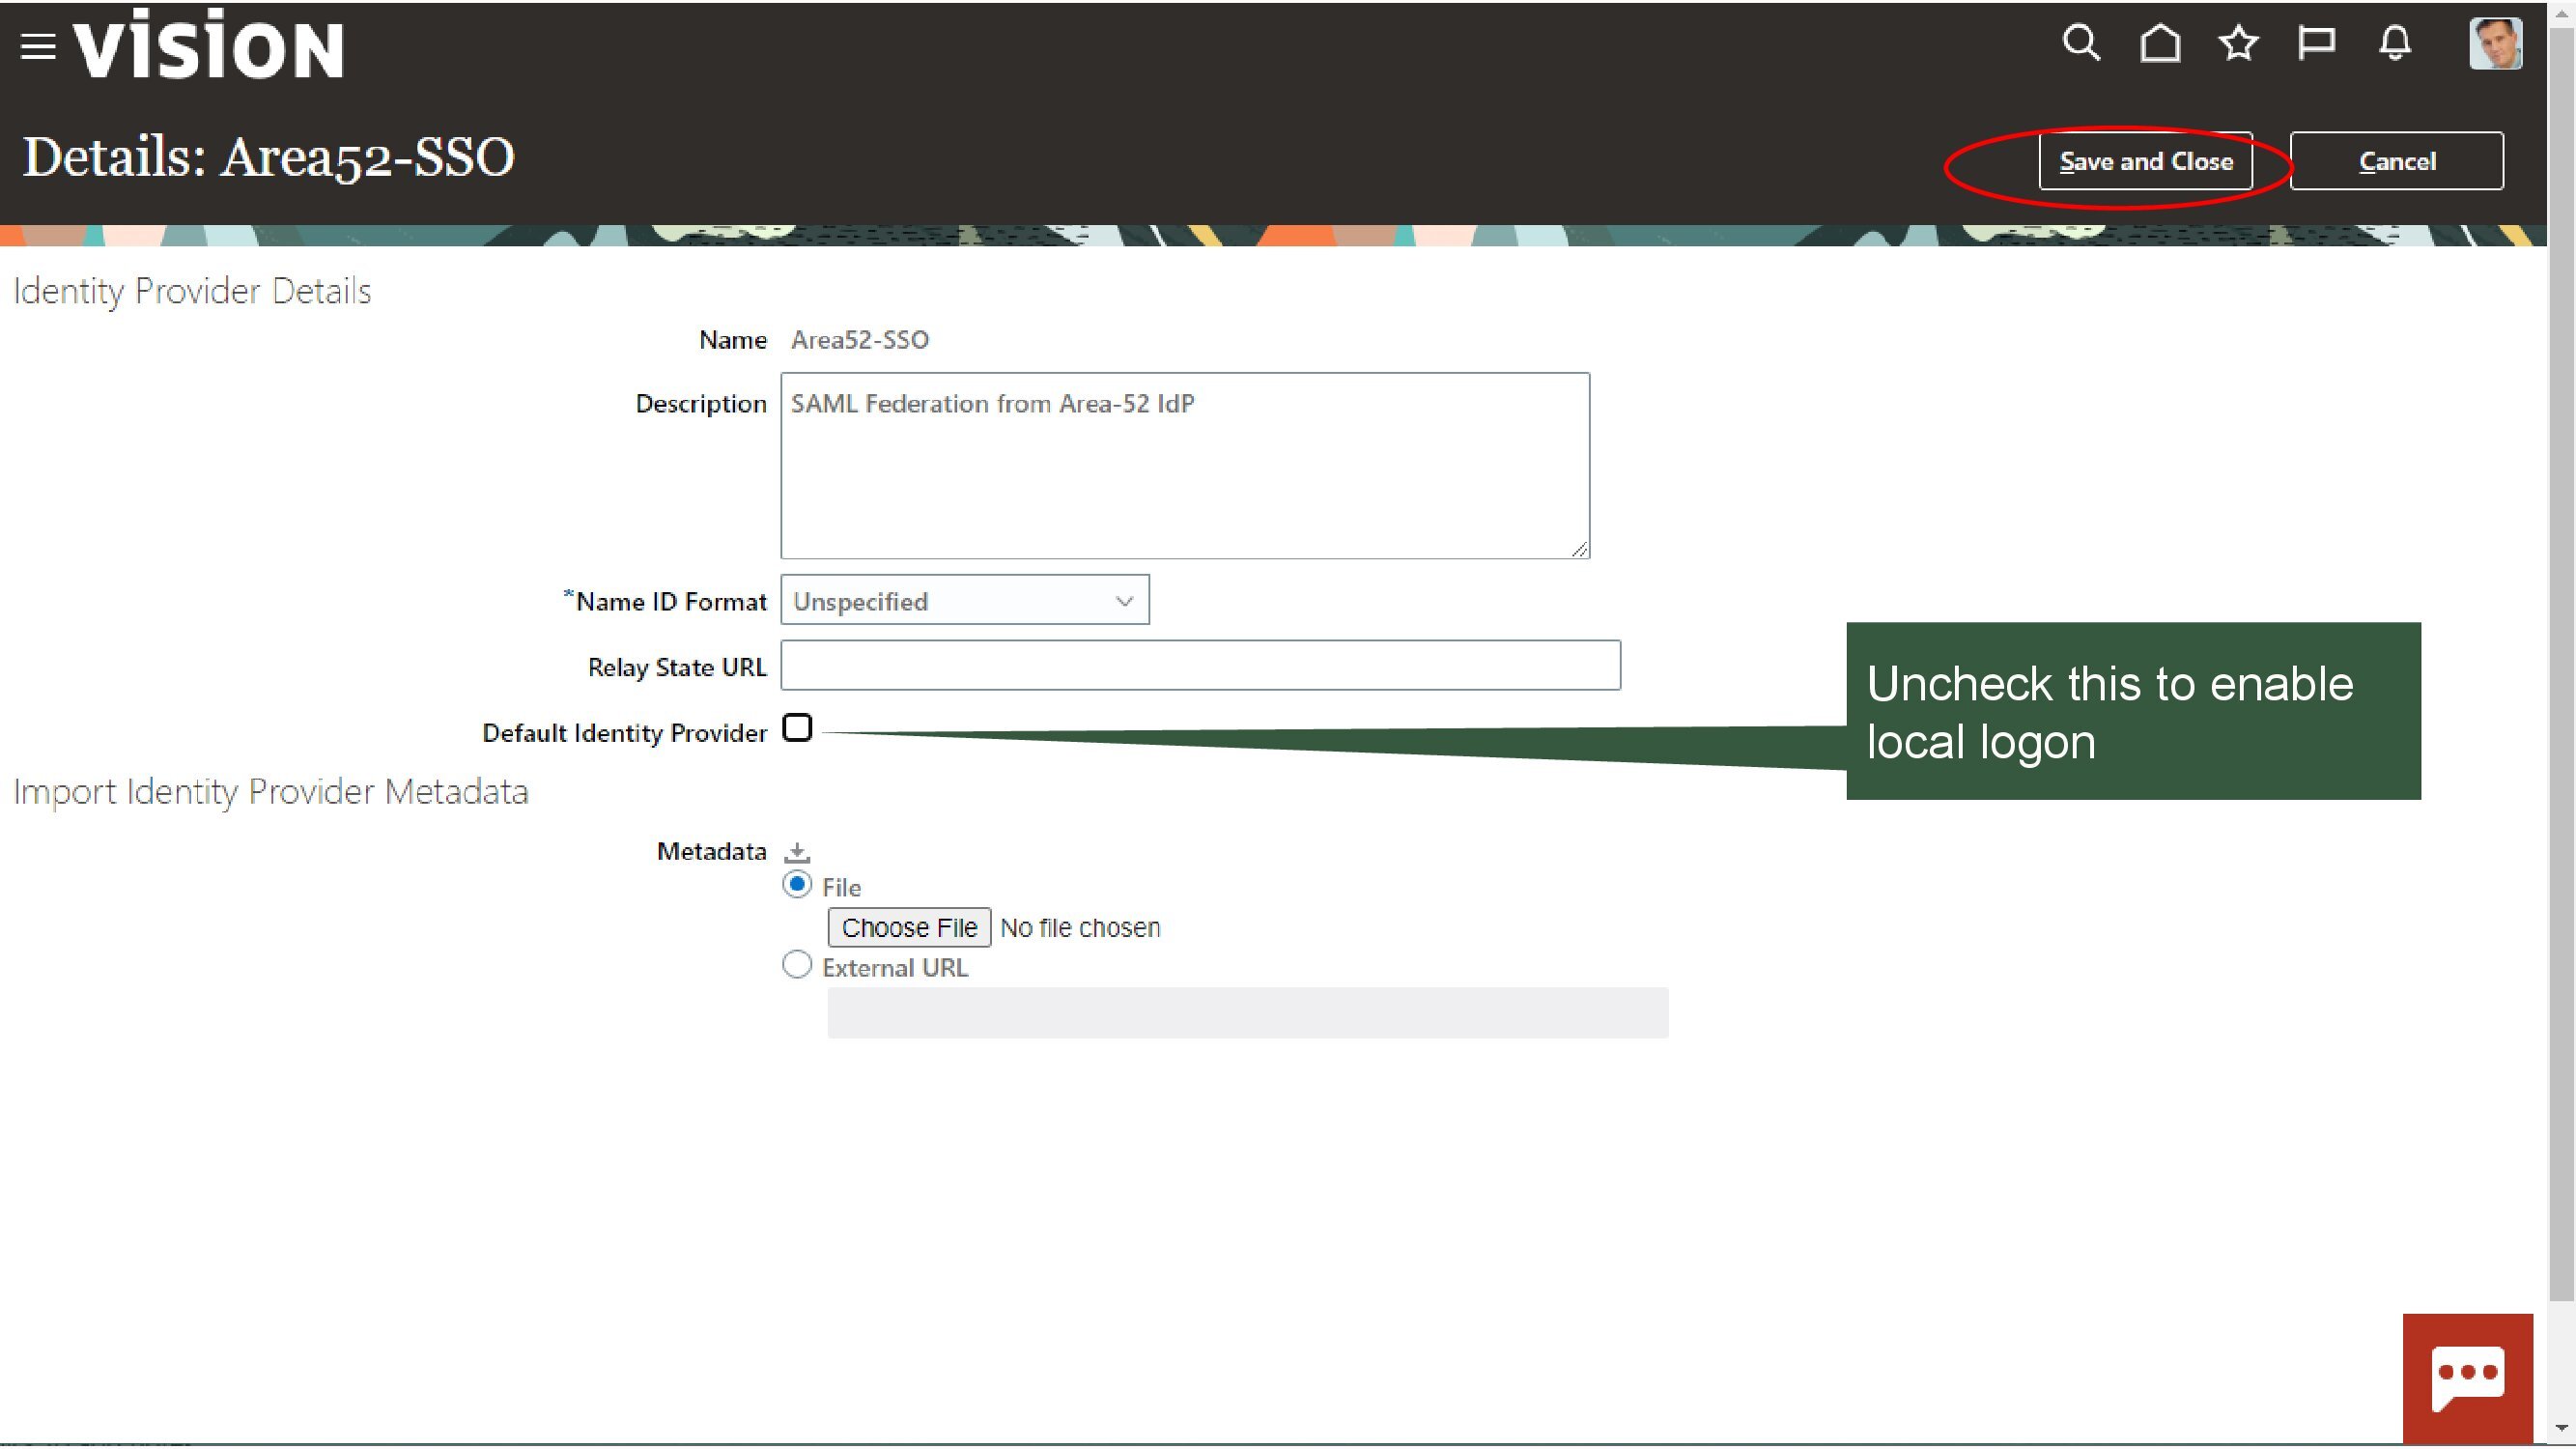 VISION
Details: Area52-SSO
Save and Close
Cancel
Identity Provider Details
Name Area52-SSO
Description SAML Federation from Area-52 IdP
*Name ID Format Unspecified
Relay State URL
Default Identity Provider
Uncheck this to enable
local logon
Import Identity Provider Metadata
Metadata
File
Choose File No file chosen
External URL